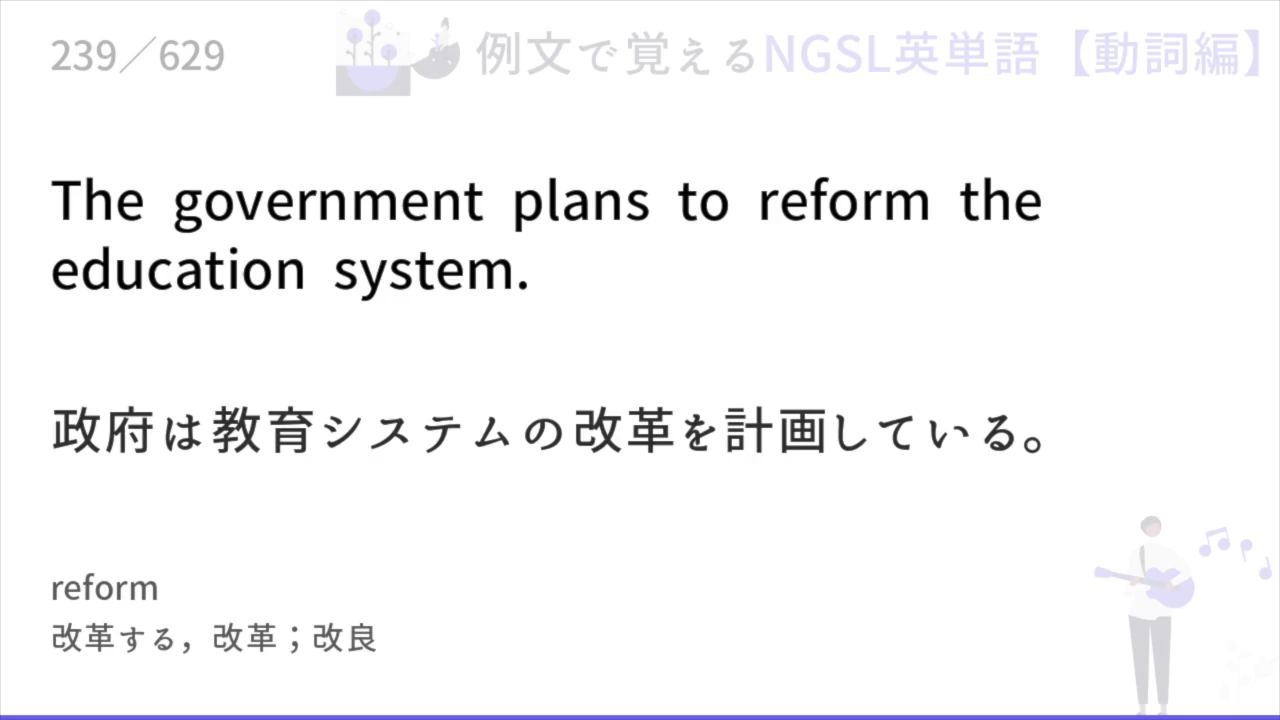 239／629
例文で覚えるNGSL英単語【動詞編】
The government plans to reform the
education system.
政府は教育システムの改革を計画している。
reform
改革する，改革；改良